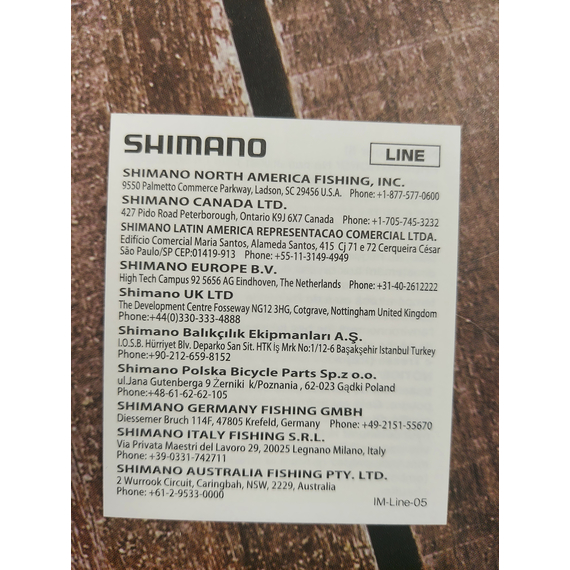 SHIMANO
LINE
SHIMANO NORTH AMERICA FISHING, INC.
9550 Palmetto Commerce Parkway, Ladson, SC 29456 U.S.A. Phone:+1-877-577-0600
SHIMANO CANADA LTD.
427 Pido Road Peterborough, Ontario K9J 6X7 Canada Phone:+1-705-745-3232
SHIMANO LATIN AMERICA REPRESENTACAO COMERCIAL LTDA.
Edifício Comercial Maria Santos, Alameda Santos, 415 Cj 71 e 72 Cerqueira César
São Paulo/SP CEP:01419-913 Phone:+55-11-3149-4949
SHIMANO EUROPE B.V.
High Tech Campus 92 5656 AG Eindhoven, The Netherlands Phone:+31-40-2612222
Shimano UK LTD
The Development Centre Fosseway NG12 3HG, Cotgrave, Nottingham United Kingdom
Phone:+44(0)330-333-4888
Shimano Balıkçılık Ekipmanları A.Ş.
I.O.S.B. Hürriyet Blv. Deparko San Sit. HTK iş Mrk No:1/12-6 Başakşehir Istanbul Turkey
Phone:+90-212-659-8152
Shimano Polska Bicycle Parts Sp.z o.o.
ul.Jana Gutenberga 9 Żerniki k/Poznania , 62-023 Gądki Poland
Phone:+48-61-62-62-105
SHIMANO GERMANY FISHING GMBH
Diessemer Bruch 114F, 47805 Krefeld, Germany Phone: +49-2151-55670
SHIMANO ITALY FISHING S.R.L.
Via Privata Maestri del Lavoro 29, 20025 Legnano Milano, Italy
Phone: +39-0331-742711
SHIMANO AUSTRALIA FISHING PTY. LTD.
2 Wurrook Circuit, Caringbah, NSW, 2229, Australia
Phone: +61-2-9533-0000
IM-Line-05